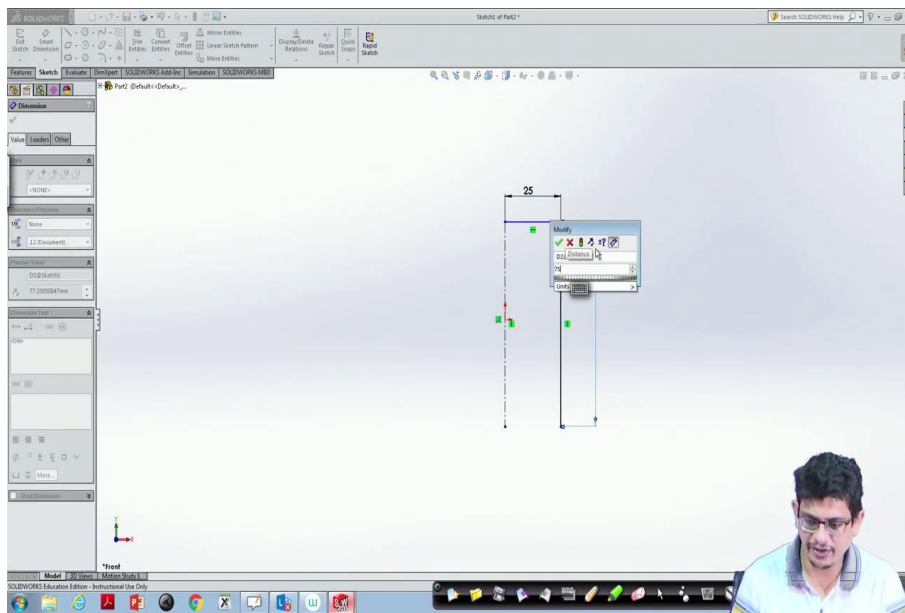 SOLIDWORKS
Sketch1 of Part2 *
Search SOLIDWORKS Help
Exit Sketch
Smart Dimension
Trim Entities
Convert Entities
Offset Entities
Mirror Entities
Linear Sketch Pattern
Move Entities
Display/Delete Relations
Repair Sketch
Quick Snaps
Rapid Sketch
Features Sketch Evaluate DimXpert SOLIDWORKS Add-Ins Simulation SOLIDWORKS MBD
Part2 (Default<<Default>_...
Dimension ?
Value Leaders Other
<NONE>
None
.12 (Document)
D2@Sketch1
77.33050847mm
Dimension Text
<DIM>
More...
Dual Dimension
25
Modify
Distance
75
Units
Y
X
*Front
Model 3D Views Motion Study 1
SOLIDWORKS Education Edition - Instructional Use Only